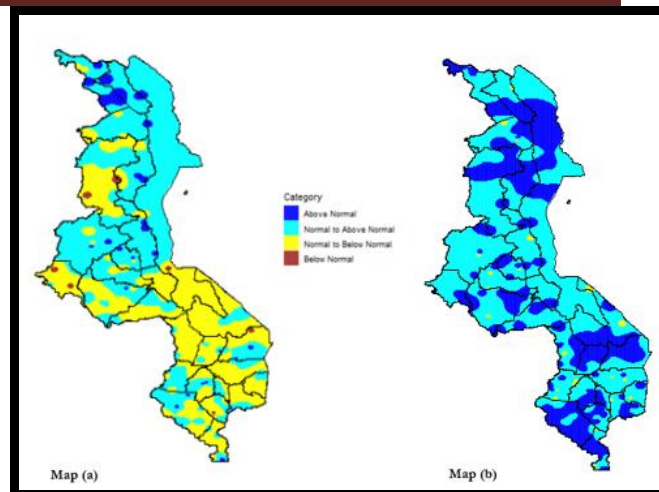 Category
Above Normal
Normal to Above Normal
Normal to Below Normal
Below Normal
Map (a)
Map (b)